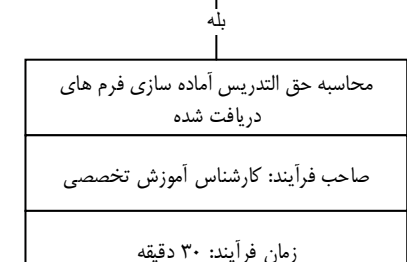 بله
محاسبه حق التدریس آماده سازی فرم های
دریافت شده
صاحب فرآیند: کارشناس آموزش تخصصی
زمان فرآیند: ۳۰ دقیقه